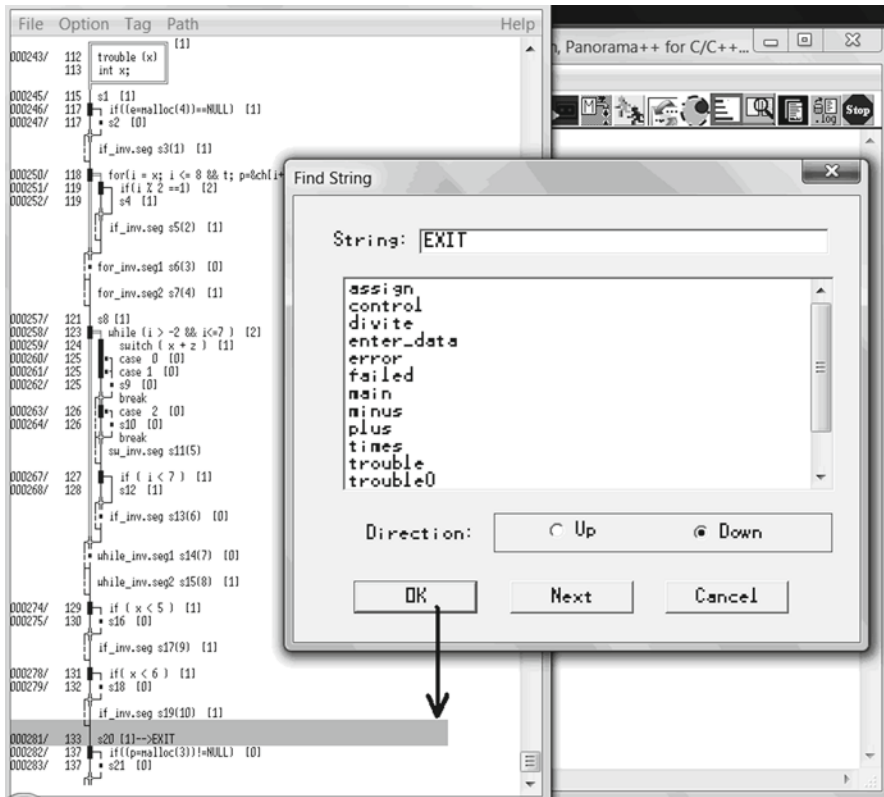 File Option Tag Path Help
[1]
000243/ 112 trouble (x)
113 int x;
000245/ 115 s1 [1]
000246/ 117 if((e=malloc(4))==NULL) [1]
000247/ 117 s2 [0]
if_inv.seg s3(1) [1]
000250/ 118 for(i = x; i <= 8 && t; p=&ch[i+
000251/ 119 if(i % 2 ==1) [2]
000252/ 119 s4 [1]
if_inv.seg s5(2) [1]
for_inv.seg1 s6(3) [0]
for_inv.seg2 s7(4) [1]
000257/ 121 s8 [1]
000258/ 123 while (i > -2 && i<=7 ) [2]
000259/ 124 switch ( x + z ) [1]
000260/ 125 case 0 [0]
000261/ 125 case 1 [0]
000262/ 125 s9 [0]
break
000263/ 126 case 2 [0]
000264/ 126 s10 [0]
break
sw_inv.seg s11(5)
000267/ 127 if ( i < 7 ) [1]
000268/ 128 s12 [1]
if_inv.seg s13(6) [0]
while_inv.seg1 s14(7) [0]
while_inv.seg2 s15(8) [1]
000274/ 129 if ( x < 5 ) [1]
000275/ 130 s16 [0]
if_inv.seg s17(9) [1]
000278/ 131 if( x < 6 ) [1]
000279/ 132 s18 [0]
if_inv.seg s19(10) [1]
000281/ 133 s20 [1]-->EXIT
000282/ 137 if((p=malloc(3))!=NULL) [0]
000283/ 137 s21 [0]
, Panorama++ for C/C++...
.log Stop
Find String
String: EXIT
assign
control
divite
enter_data
error
failed
main
minus
plus
times
trouble
trouble0
Direction: Up Down
OK Next Cancel